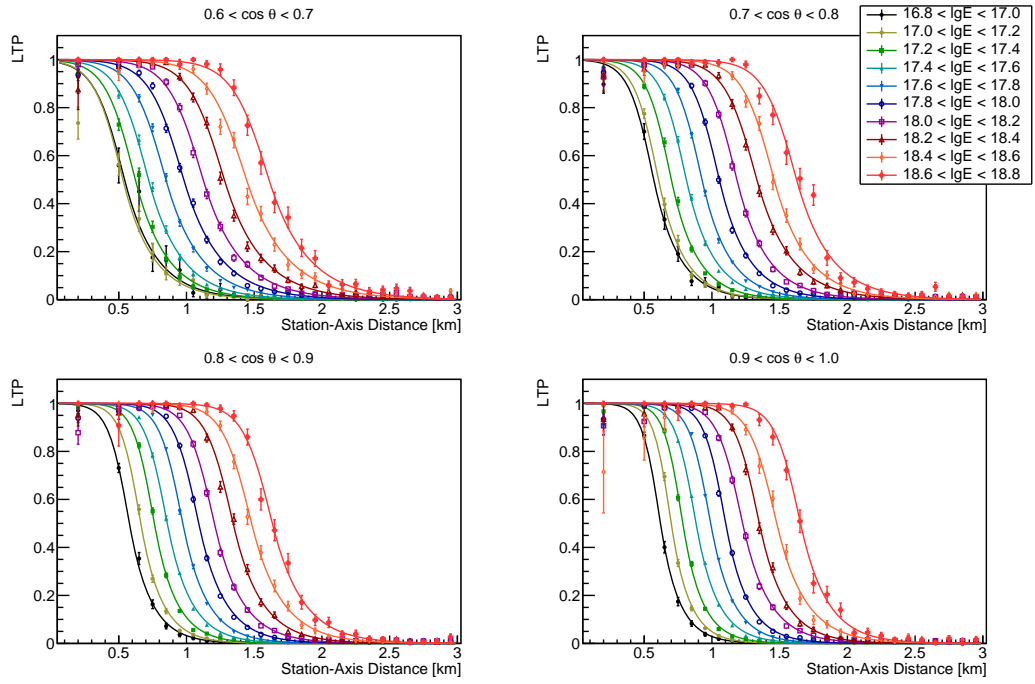 0.6 < cos θ < 0.7
LTP
1
0.8
0.6
0.4
0.2
0
0.5 1 1.5 2 2.5 3
Station-Axis Distance [km]
0.7 < cos θ < 0.8
LTP
1
0.8
0.6
0.4
0.2
0
0.5 1 1.5 2 2.5 3
Station-Axis Distance [km]
16.8 < lgE < 17.0
17.0 < lgE < 17.2
17.2 < lgE < 17.4
17.4 < lgE < 17.6
17.6 < lgE < 17.8
17.8 < lgE < 18.0
18.0 < lgE < 18.2
18.2 < lgE < 18.4
18.4 < lgE < 18.6
18.6 < lgE < 18.8
0.8 < cos θ < 0.9
LTP
1
0.8
0.6
0.4
0.2
0
0.5 1 1.5 2 2.5 3
Station-Axis Distance [km]
0.9 < cos θ < 1.0
LTP
1
0.8
0.6
0.4
0.2
0
0.5 1 1.5 2 2.5 3
Station-Axis Distance [km]